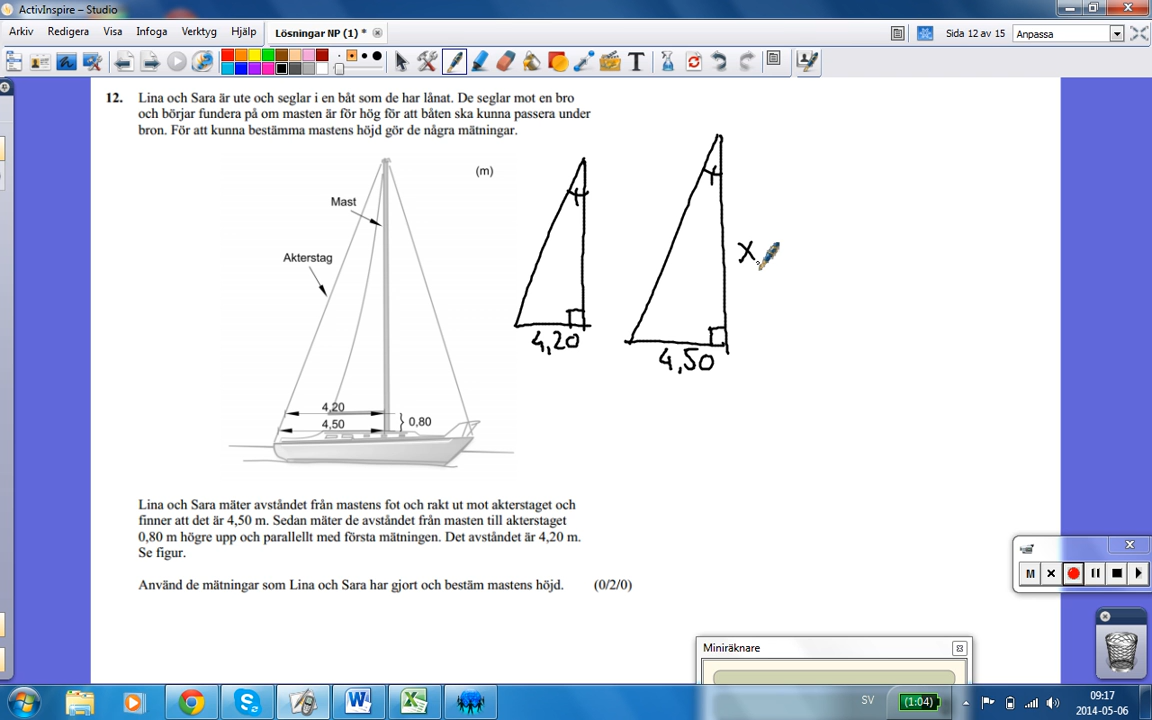 ActivInspire – Studio
Arkiv Redigera Visa Infoga Verktyg Hjälp Lösningar NP (1) * Sida 12 av 15 Anpassa
T
12. Lina och Sara är ute och seglar i en båt som de har lånat. De seglar mot en bro
och börjar fundera på om masten är för hög för att båten ska kunna passera under
bron. För att kunna bestämma mastens höjd gör de några mätningar.
(m)
Mast
Akterstag
4,20
4,50
0,80
4,20
4,50
x
Lina och Sara mäter avståndet från mastens fot och rakt ut mot akterstaget och
finner att det är 4,50 m. Sedan mäter de avståndet från masten till akterstaget
0,80 m högre upp och parallellt med första mätningen. Det avståndet är 4,20 m.
Se figur.
Använd de mätningar som Lina och Sara har gjort och bestäm mastens höjd. (0/2/0)
M
Miniräknare
SV (1:04) 09:17
2014-05-06